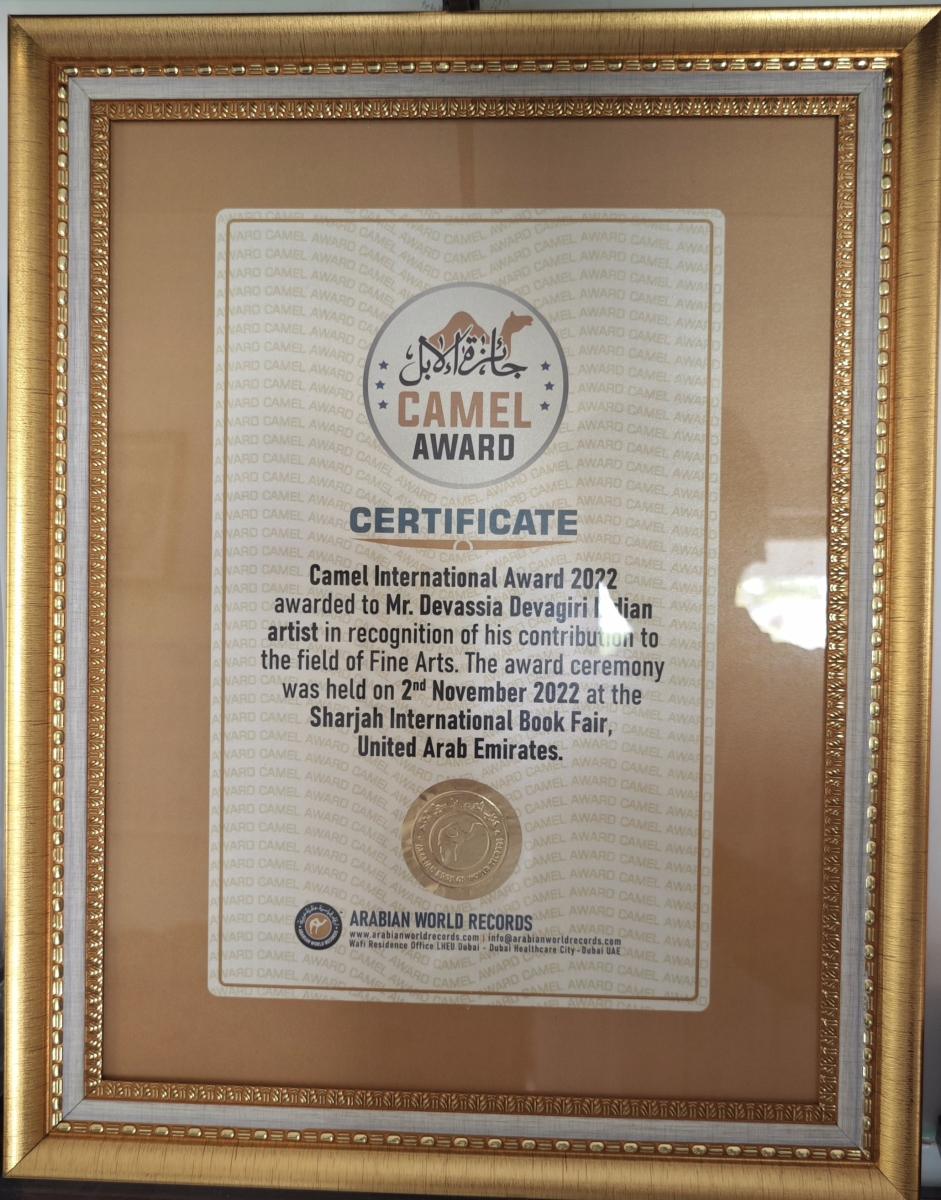 جائزة الابل
CAMEL
AWARD
CERTIFICATE
Camel International Award 2022
awarded to Mr. Devassia Devagiri Indian
artist in recognition of his contribution to
the field of Fine Arts. The award ceremony
was held on 2nd November 2022 at the
Sharjah International Book Fair,
United Arab Emirates.
ARABIAN WORLD RECORDS
www.arabianworldrecords.com | info@arabianworldrecords.com
Wafi Residence Office LHEU Dubai - Dubai Healthcare City - Dubai UAE